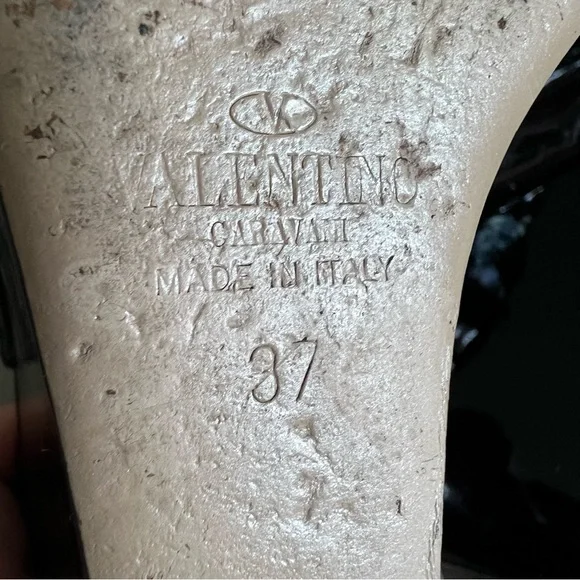 V
VALENTINO
GARAVANI
MADE IN ITALY
37